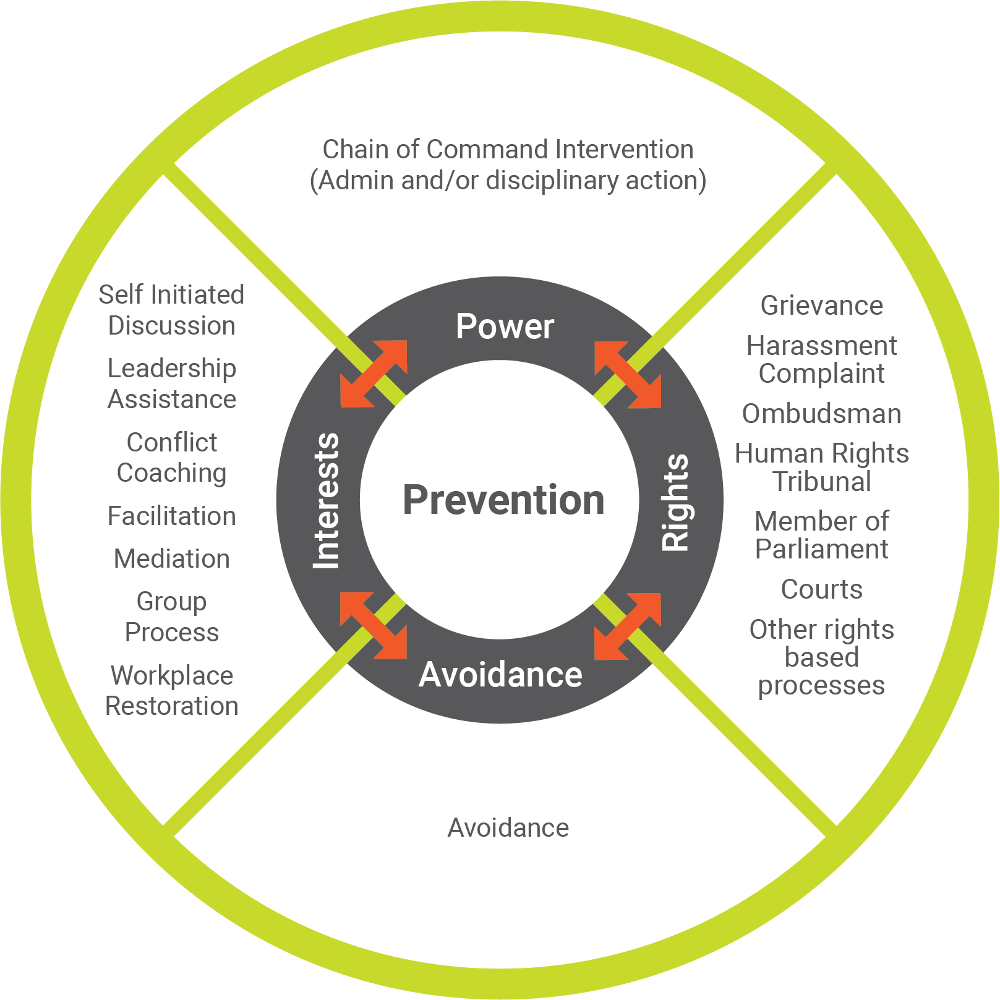 Chain of Command Intervention
(Admin and/or disciplinary action)
Power
Self Initiated
Discussion
Leadership
Assistance
Conflict
Coaching
Facilitation
Mediation
Group
Process
Workplace
Restoration
Interests
Prevention
Rights
Grievance
Harassment
Complaint
Ombudsman
Human Rights
Tribunal
Member of
Parliament
Courts
Other rights
based
processes
Avoidance
Avoidance